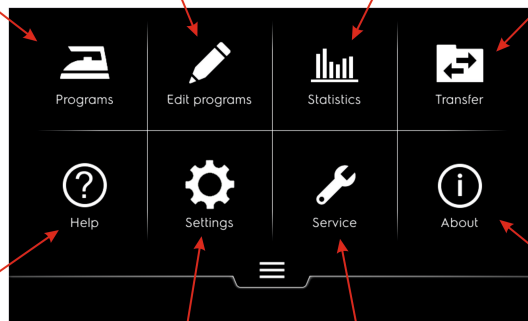 Programs
Edit programs
Statistics
Transfer
Help
Settings
Service
About